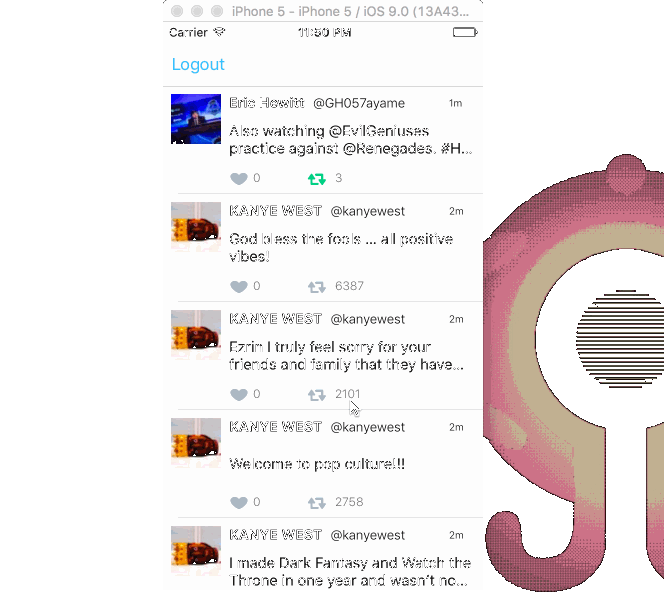 iPhone 5 - iPhone 5 / iOS 9.0 (13A43...
Carrier 11:50 PM
Logout
Eric Hewitt @GH057ayame 1m
Also watching @EvilGeniuses
practice against @Renegades. #H...
0 3
KANYE WEST @kanyewest 2m
God bless the fools ... all positive
vibes!
0 6387
KANYE WEST @kanyewest 2m
Ezrin I truly feel sorry for your
friends and family that they have...
0 2101
KANYE WEST @kanyewest 2m
Welcome to pop culture!!!
0 2758
KANYE WEST @kanyewest 2m
I made Dark Fantasy and Watch the
Throne in one year and wasn't no...